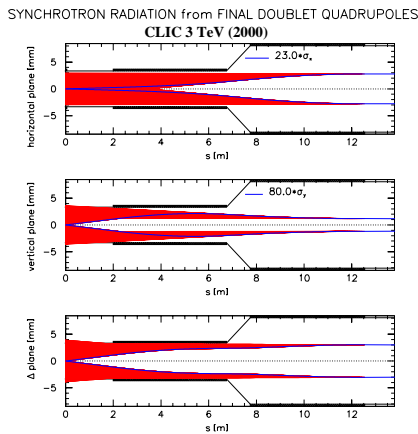 SYNCHROTRON RADIATION from FINAL DOUBLET QUADRUPOLES
CLIC 3 TeV (2000)
horizontal plane [mm]
5
0
−5
23.0*σx
0 2 4 6 8 10 12
s [m]
vertical plane [mm]
5
0
−5
80.0*σy
0 2 4 6 8 10 12
s [m]
Δ plane [mm]
5
0
−5
0 2 4 6 8 10 12
s [m]